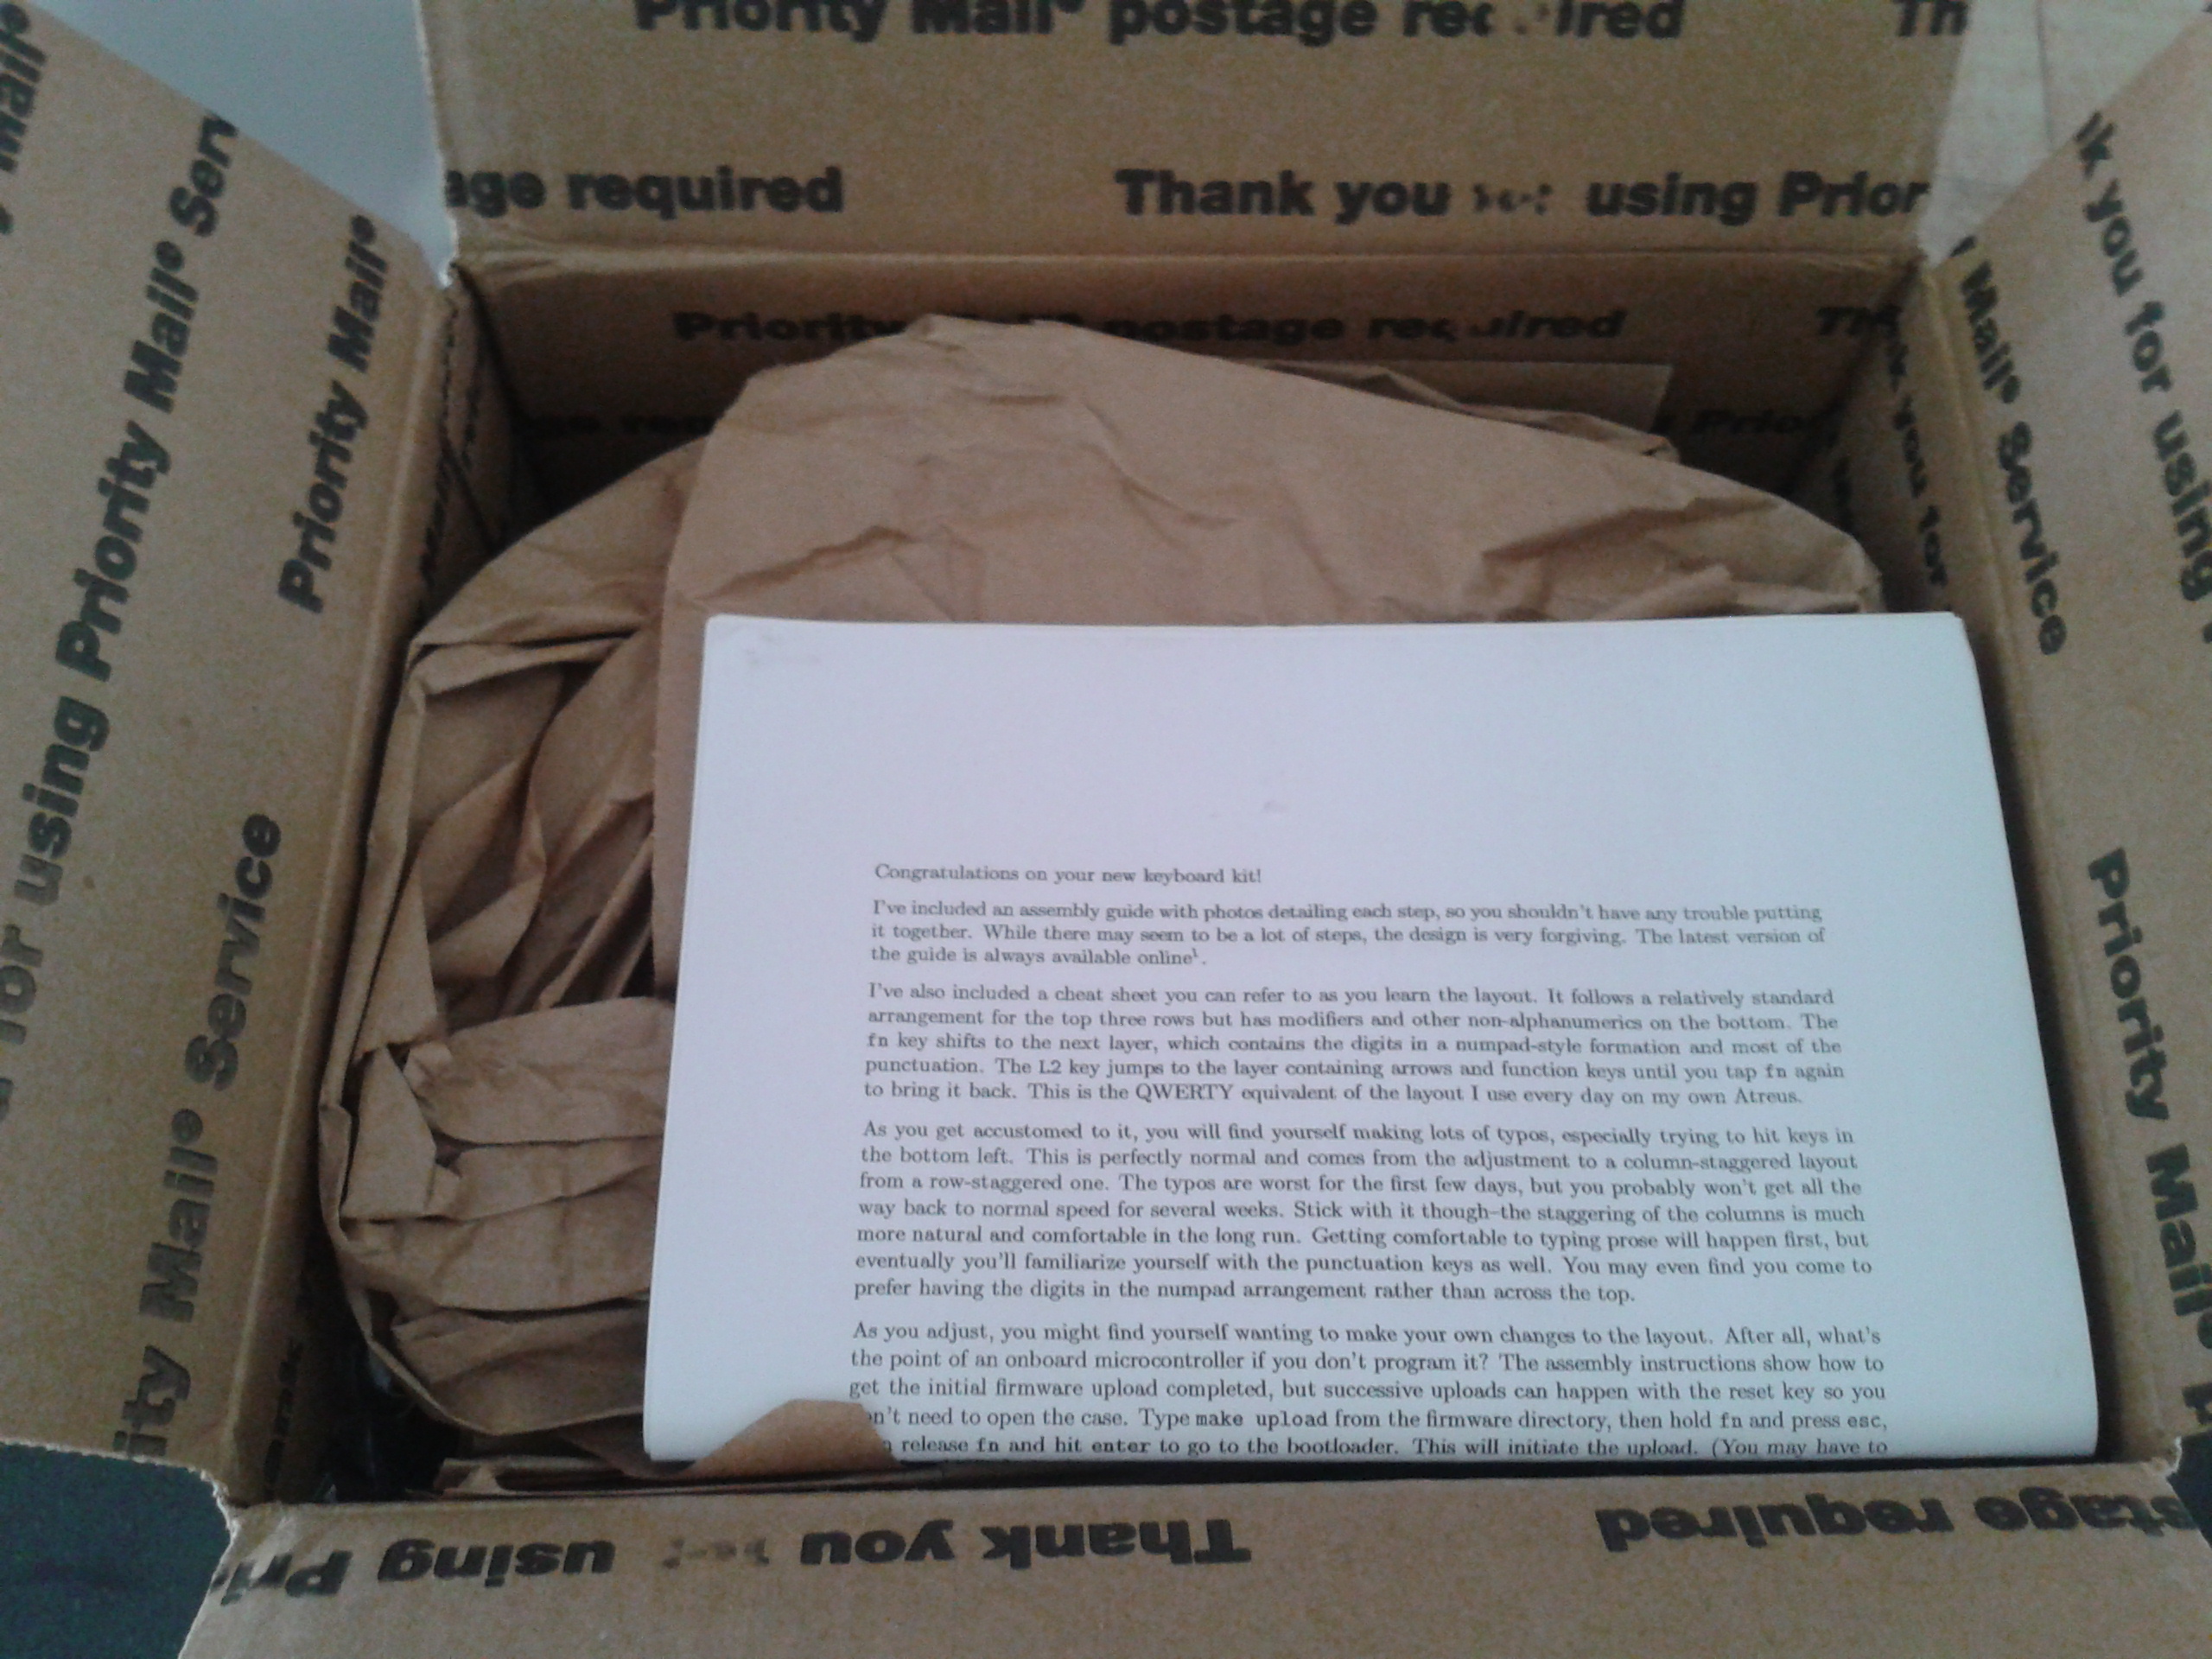 Priority Mail® postage
Th
age required
Thank you using Prior
Priority postage
Mail® Serv
for using Priority Mail®
Priority Mail®
Service
ity Mail® Service
Mail® Service
k you for using
Priority Mail®
you for
Congratulations on your new keyboard kit!
I've included an assembly guide with photos detailing each step, so you shouldn't have any trouble putting
it together. While there may seem to be a lot of steps, the design is very forgiving. The latest version of
the guide is always available online¹.
I've also included a cheat sheet you can refer to as you learn the layout. It follows a relatively standard
arrangement for the top three rows but has modifiers and other non-alphanumerics on the bottom. The
fn key shifts to the next layer, which contains the digits in a numpad-style formation and most of the
punctuation. The L2 key jumps to the layer containing arrows and function keys until you tap fn again
to bring it back. This is the QWERTY equivalent of the layout I use every day on my own Atreus.
As you get accustomed to it, you will find yourself making lots of typos, especially trying to hit keys in
the bottom left. This is perfectly normal and comes from the adjustment to a column-staggered layout
from a row-staggered one. The typos are worst for the first few days, but you probably won't get all the
way back to normal speed for several weeks. Stick with it though–the staggering of the columns is much
more natural and comfortable in the long run. Getting comfortable to typing prose will happen first, but
eventually you'll familiarize yourself with the punctuation keys as well. You may even find you come to
prefer having the digits in the numpad arrangement rather than across the top.
As you adjust, you might find yourself wanting to make your own changes to the layout. After all, what's
the point of an onboard microcontroller if you don't program it? The assembly instructions show how to
get the initial firmware upload completed, but successive uploads can happen with the reset key so you
on't need to open the case. Type make upload from the firmware directory, then hold fn and press esc,
release fn and hit enter to go to the bootloader. This will initiate the upload. (You may have to
Thank you using Pri
stage required